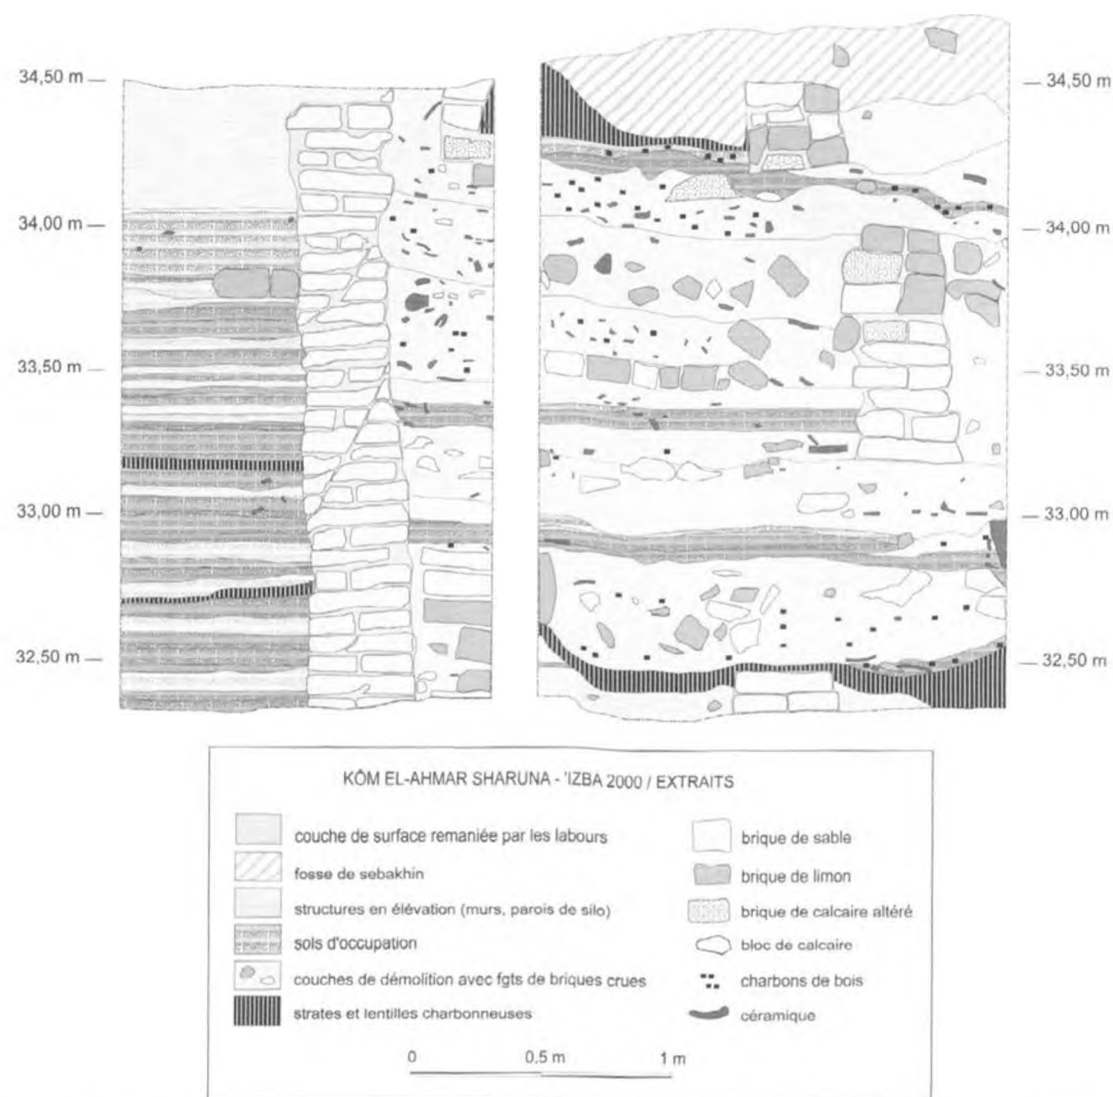 34,50 m
34,00 m
33,50 m
33,00 m
32,50 m
34,50 m
34,00 m
33,50 m
33,00 m
32,50 m
KÔM EL-AHMAR SHARUNA - 'IZBA 2000 / EXTRAITS
couche de surface remaniée par les labours
fosse de sebakhin
structures en élévation (murs, parois de silo)
sols d'occupation
couches de démolition avec fgts de briques crues
strates et lentilles charbonneuses
brique de sable
brique de limon
brique de calcaire altéré
bloc de calcaire
charbons de bois
céramique
0 0,5 m 1 m